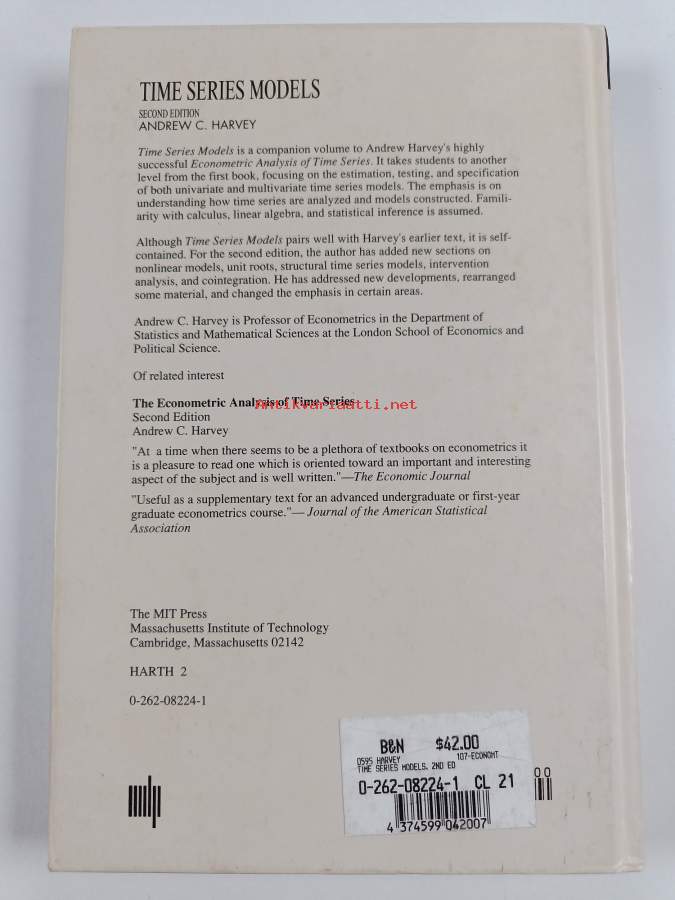 TIME SERIES MODELS
SECOND EDITION
ANDREW C. HARVEY
Time Series Models is a companion volume to Andrew Harvey's highly
successful Econometric Analysis of Time Series. It takes students to another
level from the first book, focusing on the estimation, testing, and specification
of both univariate and multivariate time series models. The emphasis is on
understanding how time series are analyzed and models constructed. Famili-
arity with calculus, linear algebra, and statistical inference is assumed.
Although Time Series Models pairs well with Harvey's earlier text, it is self-
contained. For the second edition, the author has added new sections on
nonlinear models, unit roots, structural time series models, intervention
analysis, and cointegration. He has addressed new developments, rearranged
some material, and changed the emphasis in certain areas.
Andrew C. Harvey is Professor of Econometrics in the Department of
Statistics and Mathematical Sciences at the London School of Economics and
Political Science.
Of related interest
The Econometric Analysis of Time Series
Antikvariaatti.net
Second Edition
Andrew C. Harvey
"At a time when there seems to be a plethora of textbooks on econometrics it
is a pleasure to read one which is oriented toward an important and interesting
aspect of the subject and is well written."—The Economic Journal
"Useful as a supplementary text for an advanced undergraduate or first-year
graduate econometrics course."— Journal of the American Statistical
Association
The MIT Press
Massachusetts Institute of Technology
Cambridge, Massachusetts 02142
HARTH 2
0-262-08224-1
B&N $42.00
0595 HARVEY 107-ECONOMT
TIME SERIES MODELS, 2ND ED
0-262-08224-1 CL 21
4 374599 042007
00